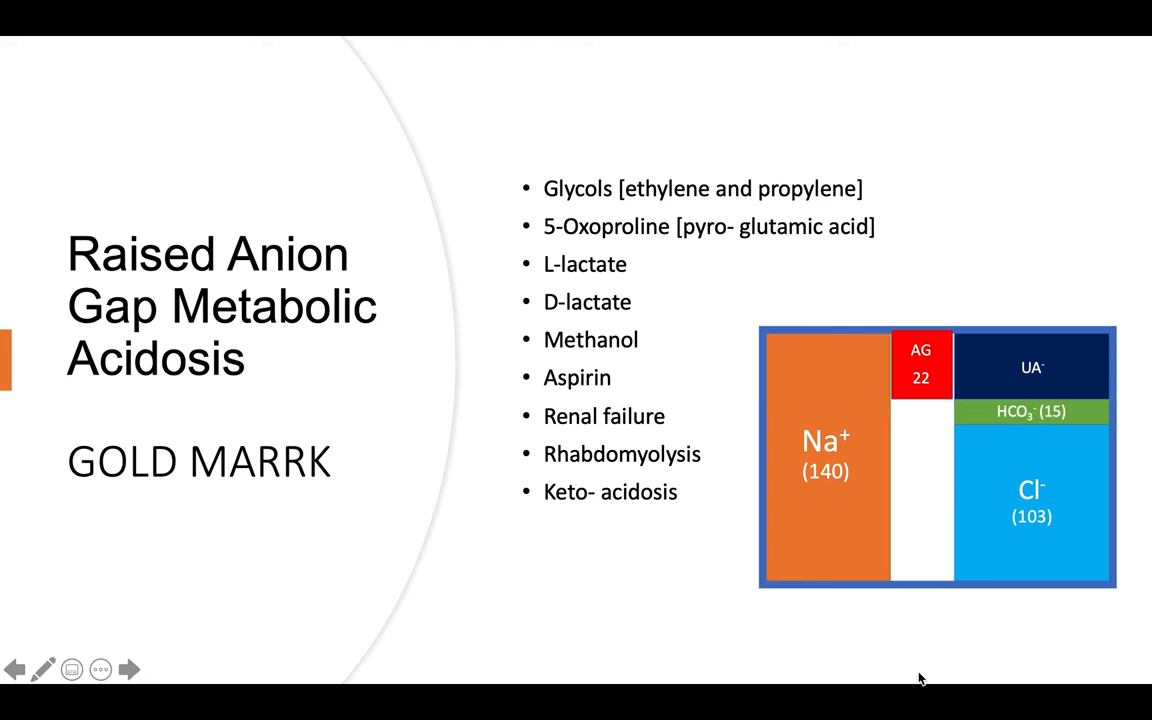 Raised Anion
Gap Metabolic
Acidosis
GOLD MARRK
• Glycols [ethylene and propylene]
• 5-Oxoproline [pyro- glutamic acid]
• L-lactate
• D-lactate
• Methanol
• Aspirin
• Renal failure
• Rhabdomyolysis
• Keto- acidosis
Na⁺
(140)
AG
22
UA⁻
HCO₃⁻ (15)
Cl⁻
(103)